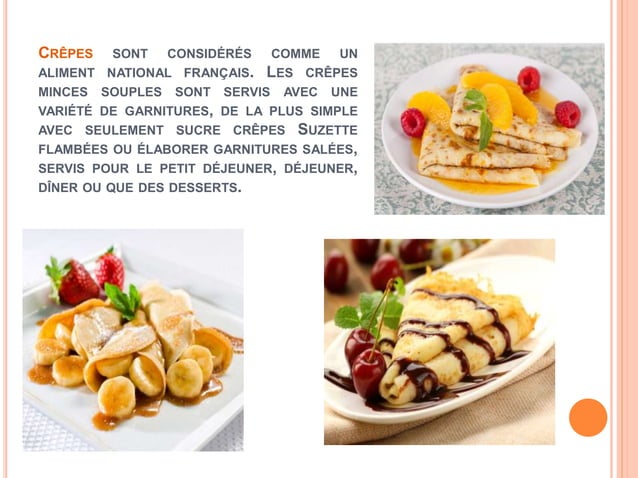 Crêpes sont considérés comme un
aliment national français. Les crêpes
minces souples sont servis avec une
variété de garnitures, de la plus simple
avec seulement sucre crêpes Suzette
flambées ou élaborer garnitures salées,
servis pour le petit déjeuner, déjeuner,
dîner ou que des desserts.